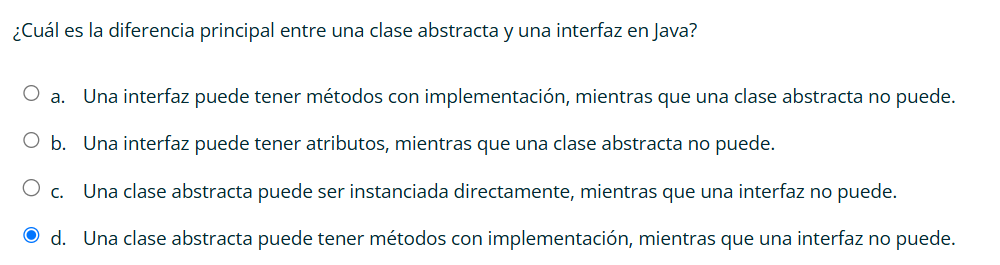 ¿Cuál es la diferencia principal entre una clase abstracta y una interfaz en Java?
a. Una interfaz puede tener métodos con implementación, mientras que una clase abstracta no puede.
b. Una interfaz puede tener atributos, mientras que una clase abstracta no puede.
c. Una clase abstracta puede ser instanciada directamente, mientras que una interfaz no puede.
d. Una clase abstracta puede tener métodos con implementación, mientras que una interfaz no puede.